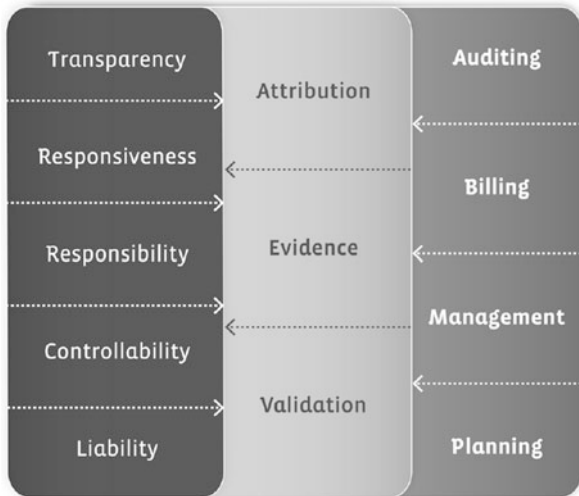 Transparency
Responsiveness
Responsibility
Controllability
Liability
Attribution
Evidence
Validation
Auditing
Billing
Management
Planning